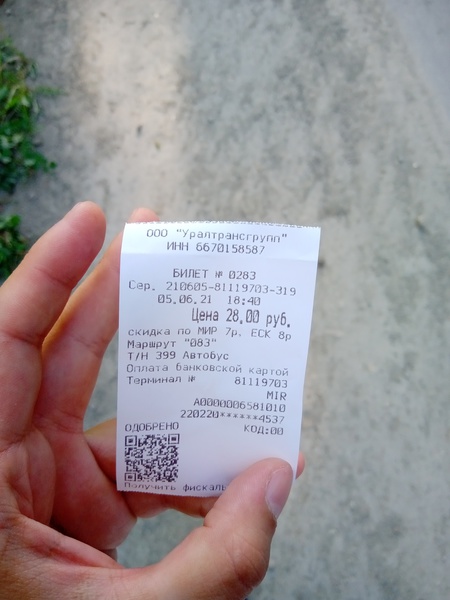 ООО "Уралтрансгрупп"
ИНН 6670158587
БИЛЕТ № 0283
Сер. 210605-81119703-319
05.06.21 18:40
Цена 28.00 руб.
скидка по МИР 7р. ЕСК 8р
Маршрут "083"
Т/Н 399 Автобус
Оплата банковской картой
Терминал № 81119703
MIR
A0000006581010
220220******4537
ОДОБРЕНО КОД:00
Получить